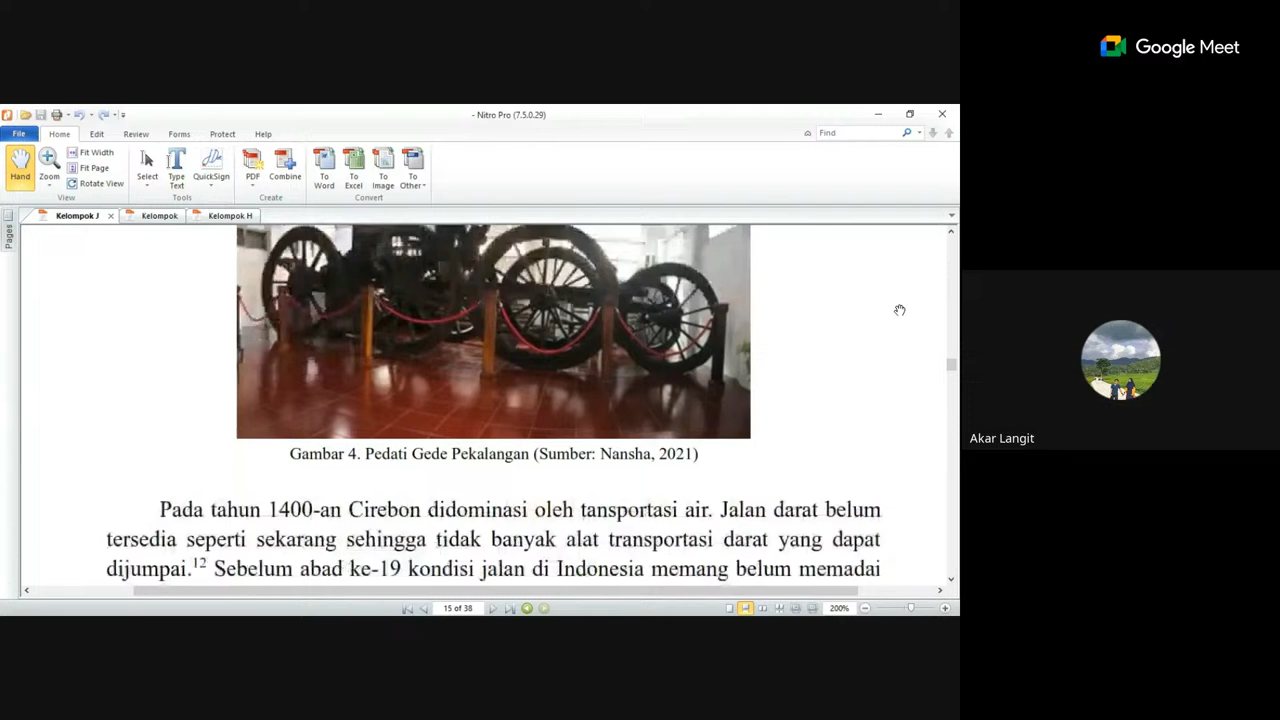 Google Meet
- Nitro Pro (7.5.0.29)
File Home Edit Review Forms Protect Help
Find
Hand
Zoom
Fit Width
Fit Page
Rotate View
View
Select
Type Text
QuickSign
Tools
PDF
Combine
Create
To Word
To Excel
To Image
To Other
Convert
Kelompok J
Kelompok
Kelompok H
Pages
Gambar 4. Pedati Gede Pekalangan (Sumber: Nansha, 2021)
Pada tahun 1400-an Cirebon didominasi oleh tansportasi air. Jalan darat belum
tersedia seperti sekarang sehingga tidak banyak alat transportasi darat yang dapat
dijumpai.12 Sebelum abad ke-19 kondisi jalan di Indonesia memang belum memadai
15 of 38
200%
Akar Langit